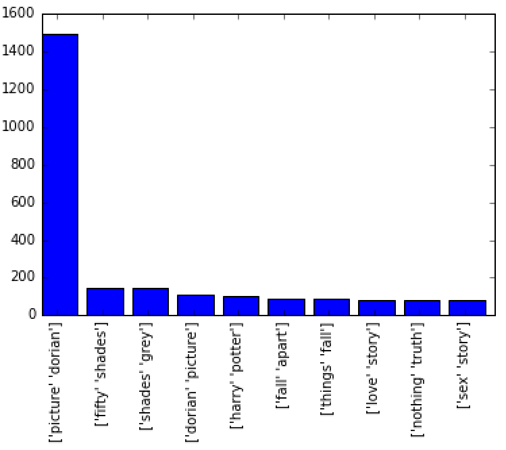 1600
1400
1200
1000
800
600
400
200
0
['picture' 'dorian']
['fifty' 'shades']
['shades' 'grey']
['dorian' 'picture']
['harry' 'potter']
['fall' 'apart']
['things' 'fall']
['love' 'story']
['nothing' 'truth']
['sex' 'story']